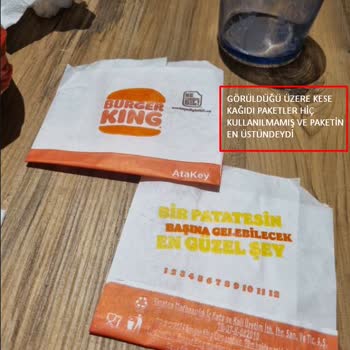 BURGER
KING
AtaKey
GÖRÜLDÜĞÜ ÜZERE KESE
KAĞIDI PAKETLER HİÇ
KULLANILMAMIŞ VE PAKETİN
EN ÜSTÜNDEYDİ
BİR PATATESİN
BAŞINA GELEBİLECEK
EN GÜZEL ŞEY
1 2 3 4 5 6 7 8 9 10 11 12